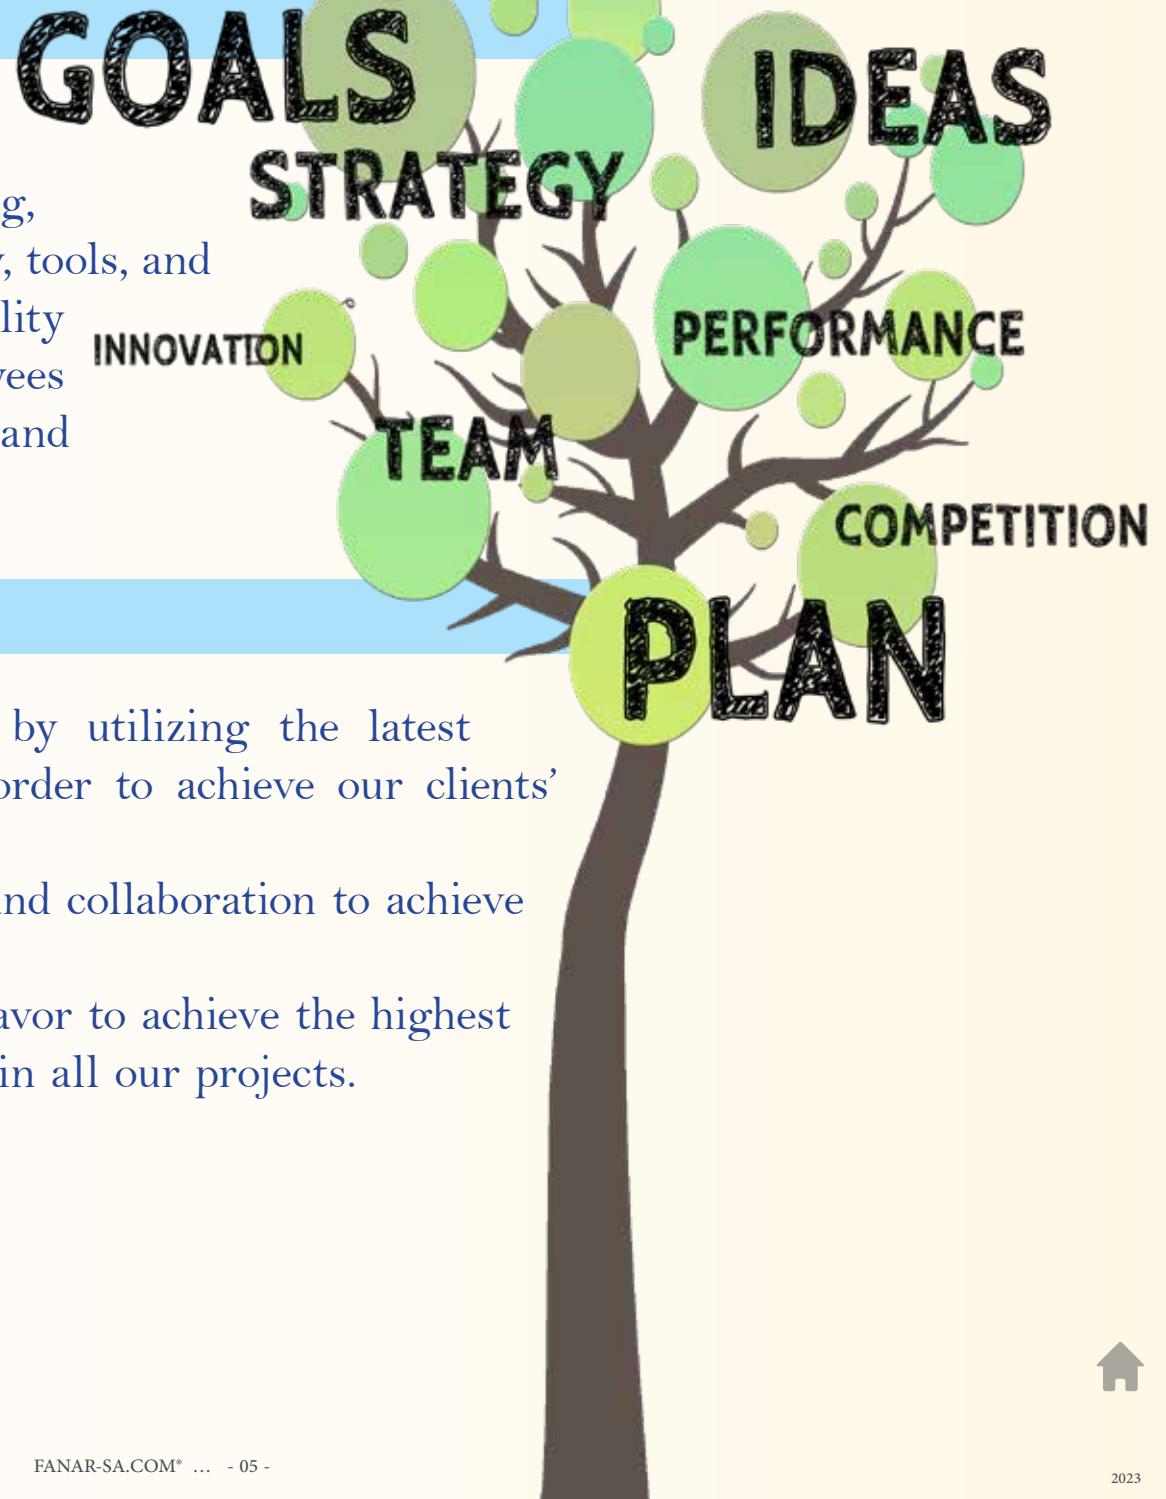 GOALS
IDEAS
STRATEGY
g,
, tools, and
lity
INNOVATION
PERFORMANCE
yees
TEAM
and
COMPETITION
PLAN
by utilizing the latest
order to achieve our clients’
and collaboration to achieve
avor to achieve the highest
in all our projects.
FANAR-SA.COM® ... - 05 -
2023